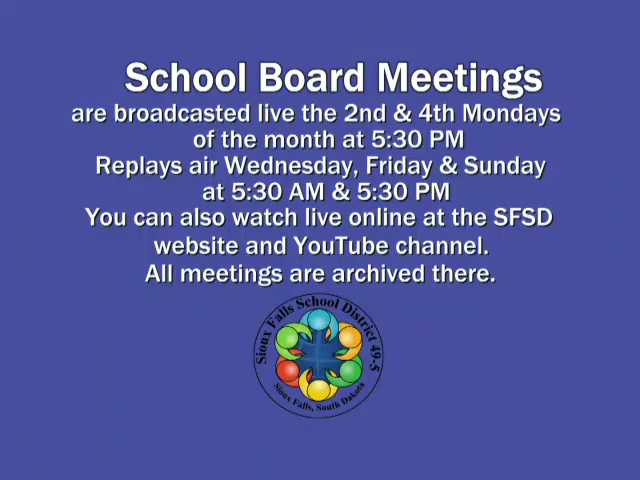 School Board Meetings
are broadcasted live the 2nd & 4th Mondays
of the month at 5:30 PM
Replays air Wednesday, Friday & Sunday
at 5:30 AM & 5:30 PM
You can also watch live online at the SFSD
website and YouTube channel.
All meetings are archived there.
Sioux Falls School District 49-5
Sioux Falls, South Dakota